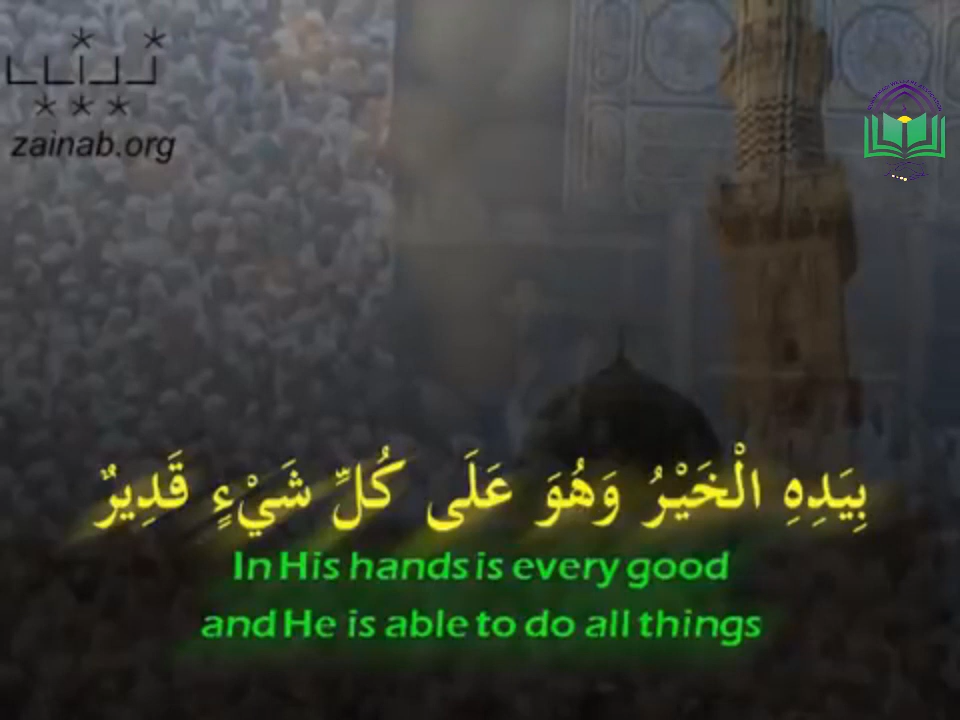 zainab.org
بِيَدِهِ الْخَيْرُ وَهُوَ عَلَى كُلِّ شَيْءٍ قَدِيرٌ
In His hands is every good
and He is able to do all things